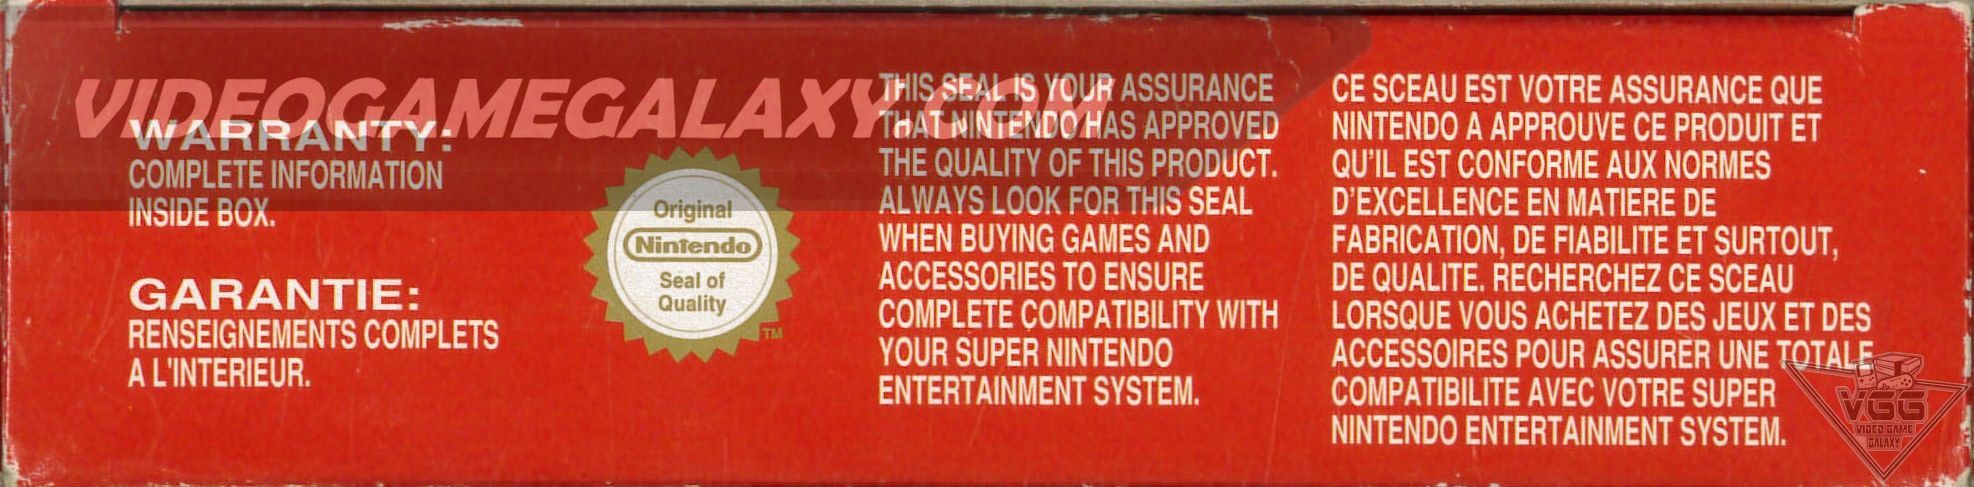 VIDEOGAMEGALAXY.COM
WARRANTY:
COMPLETE INFORMATION
INSIDE BOX.
GARANTIE:
RENSEIGNEMENTS COMPLETS
A L'INTERIEUR.
Original
Nintendo
Seal of
Quality
TM
THIS SEAL IS YOUR ASSURANCE
THAT NINTENDO HAS APPROVED
THE QUALITY OF THIS PRODUCT.
ALWAYS LOOK FOR THIS SEAL
WHEN BUYING GAMES AND
ACCESSORIES TO ENSURE
COMPLETE COMPATIBILITY WITH
YOUR SUPER NINTENDO
ENTERTAINMENT SYSTEM.
CE SCEAU EST VOTRE ASSURANCE QUE
NINTENDO A APPROUVE CE PRODUIT ET
QU'IL EST CONFORME AUX NORMES
D'EXCELLENCE EN MATIERE DE
FABRICATION, DE FIABILITE ET SURTOUT,
DE QUALITE. RECHERCHEZ CE SCEAU
LORSQUE VOUS ACHETEZ DES JEUX ET DES
ACCESSOIRES POUR ASSURER UNE TOTALE
COMPATIBILITE AVEC VOTRE SUPER
NINTENDO ENTERTAINMENT SYSTEM.
VGG
VIDEO GAME
GALAXY